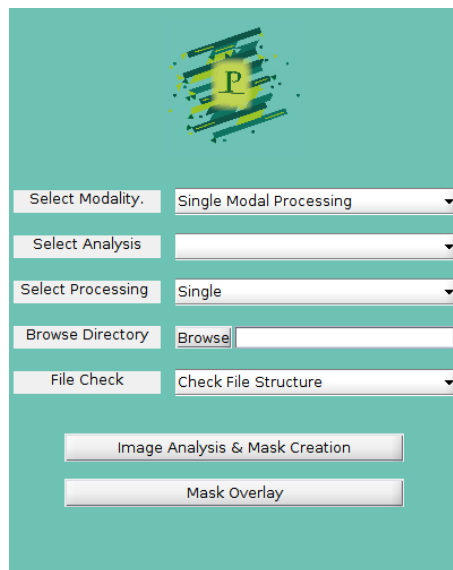 P
Select Modality.
Single Modal Processing
Select Analysis
Select Processing
Single
Browse Directory
Browse
File Check
Check File Structure
Image Analysis & Mask Creation
Mask Overlay